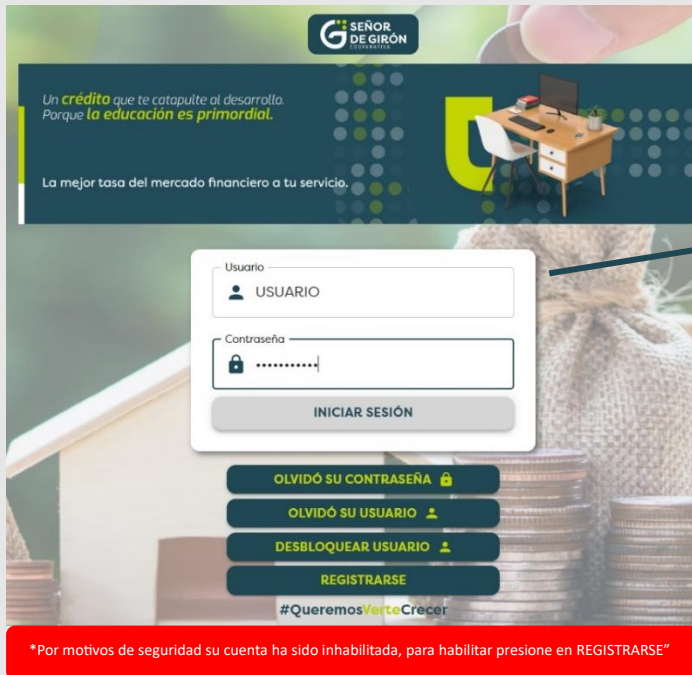 SEÑOR
DE GIRÓN
COOPERATIVA
Un crédito que te catapulte al desarrollo.
Porque la educación es primordial.
La mejor tasa del mercado financiero a tu servicio.
Usuario
USUARIO
Contraseña
•••••••••••
INICIAR SESIÓN
OLVIDÓ SU CONTRASEÑA
OLVIDÓ SU USUARIO
DESBLOQUEAR USUARIO
REGISTRARSE
#QueremosVerteCrecer
*Por motivos de seguridad su cuenta ha sido inhabilitada, para habilitar presione en REGISTRARSE”